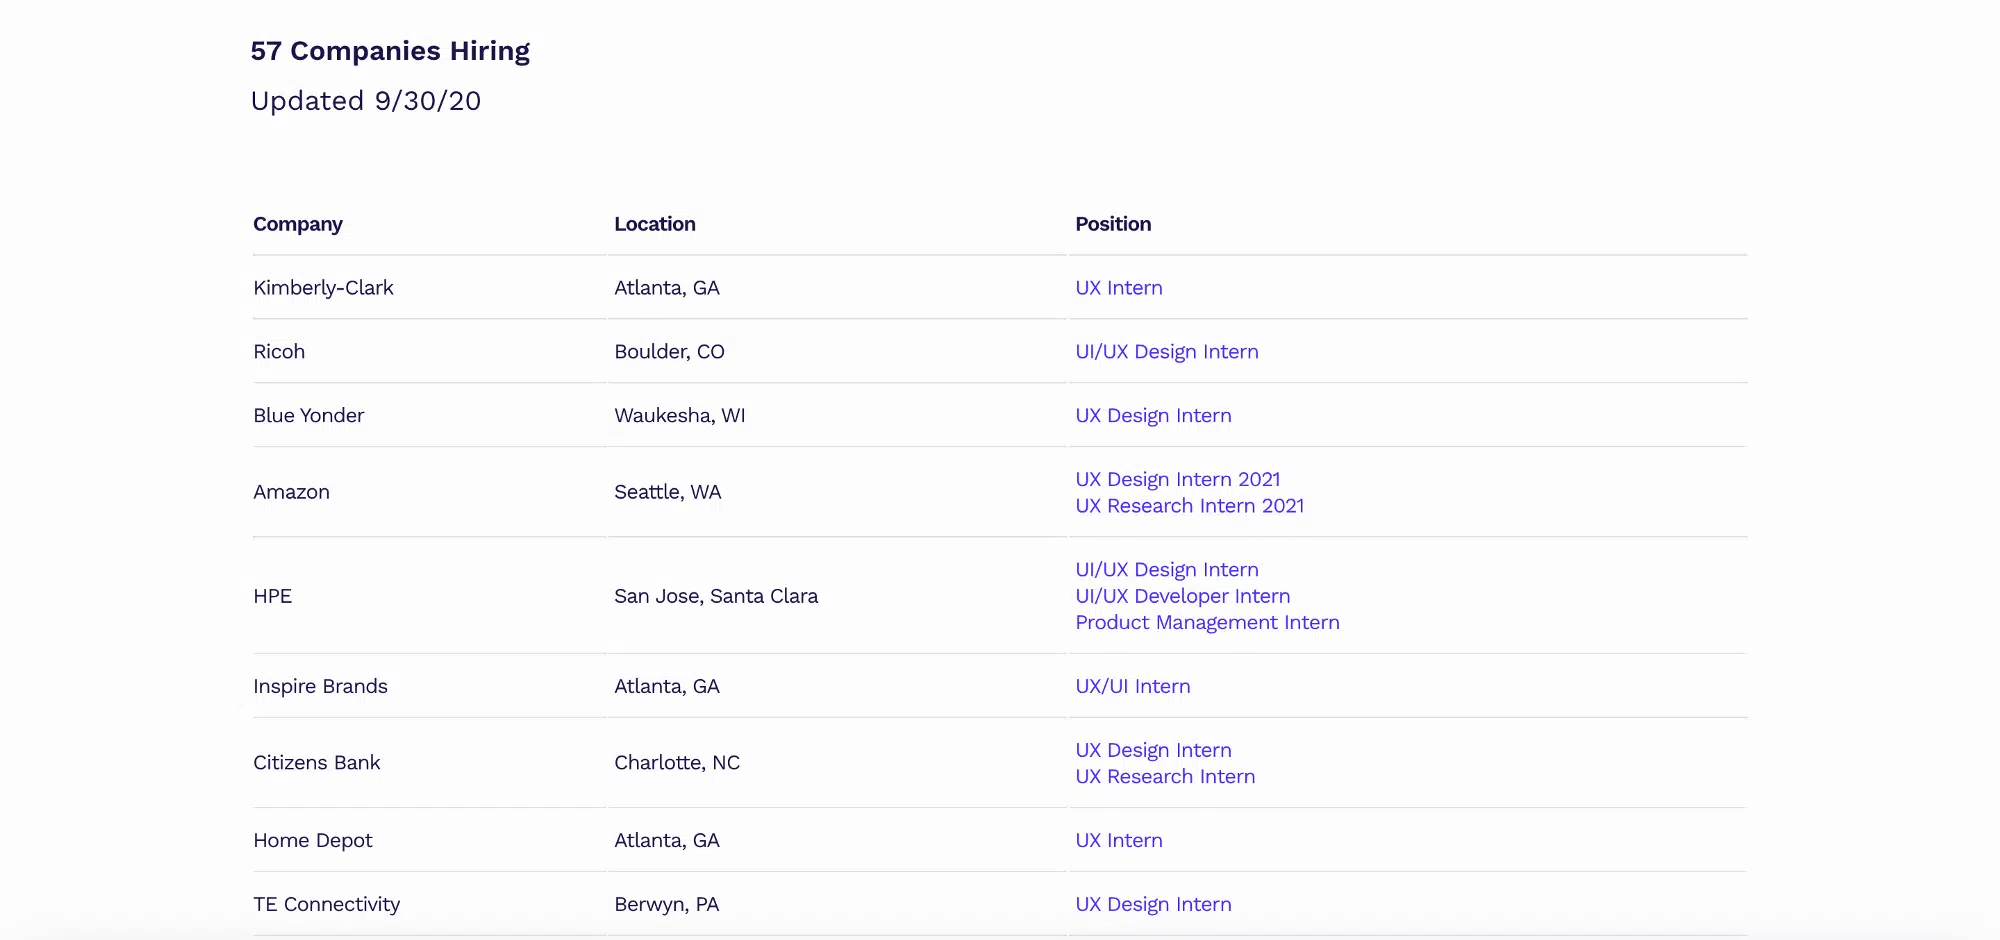 57 Companies Hiring
Updated 9/30/20
Company Location Position
Kimberly-Clark Atlanta, GA UX Intern
Ricoh Boulder, CO UI/UX Design Intern
Blue Yonder Waukesha, WI UX Design Intern
Amazon Seattle, WA UX Design Intern 2021
UX Research Intern 2021
HPE San Jose, Santa Clara UI/UX Design Intern
UI/UX Developer Intern
Product Management Intern
Inspire Brands Atlanta, GA UX/UI Intern
Citizens Bank Charlotte, NC UX Design Intern
UX Research Intern
Home Depot Atlanta, GA UX Intern
TE Connectivity Berwyn, PA UX Design Intern